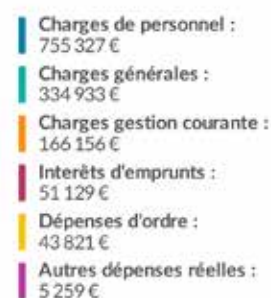 Charges de personnel :
755 327 €
Charges générales :
334 933 €
Charges gestion courante :
166 156 €
Interêts d'emprunts :
51 129 €
Dépenses d'ordre :
43 821 €
Autres dépenses réelles :
5 259 €